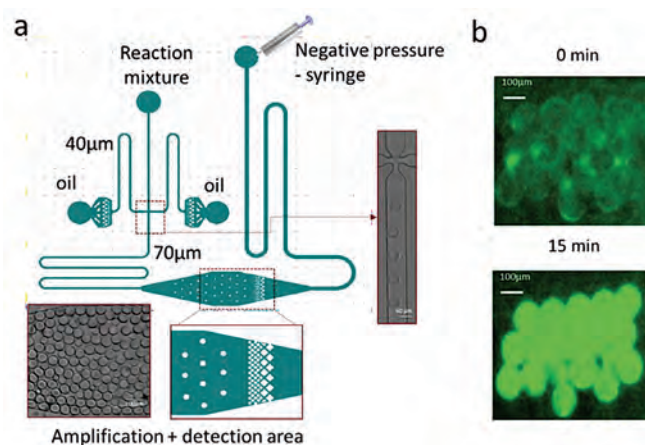 a
Reaction
mixture
Negative pressure
- syringe
40µm
oil
oil
70µm
Amplification + detection area
b
0 min
100µm
15 min
100µm